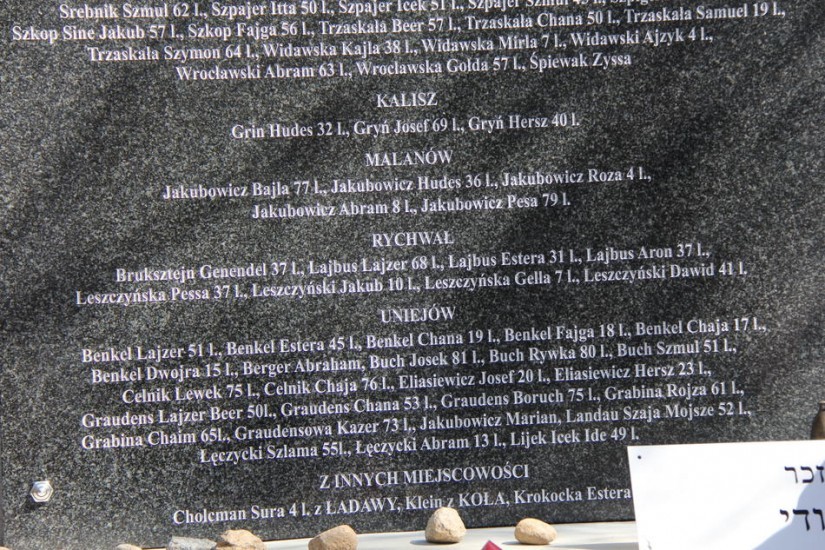 Srebnik Szmul 62 l., Szpajer Itta 50 l., Szpajer Icek 51 l., Szpajer Szmul 45 l.,
Szkop Sine Jakub 57 l., Szkop Fajga 56 l., Trzaskała Beer 57 l., Trzaskała Chana 50 l., Trzaskała Samuel 19 l.,
Trzaskała Szymon 64 l., Widawska Kajla 38 l., Widawska Mirla 7 l., Widawski Ajzyk 4 l.,
Wrocławski Abram 63 l., Wrocławska Gołda 57 l., Śpiewak Zyssa
KALISZ
Grin Hudes 32 l., Gryń Josef 69 l., Gryń Hersz 40 l.
MALANÓW
Jakubowicz Bajla 77 l., Jakubowicz Hudes 36 l., Jakubowicz Roza 4 l.,
Jakubowicz Abram 8 l., Jakubowicz Pesa 79 l.
RYCHWAŁ
Bruksztejn Genendel 37 l., Lajbus Lajzer 68 l., Łajbus Estera 31 l., Lajbus Aron 37 l.,
Leszczyńska Pessa 37 l., Leszczyński Jakub 10 l., Leszczyńska Gella 7 l., Leszczyński Dawid 41 l.
UNIEJÓW
Benkel Lajzer 51 l., Benkel Estera 45 l., Benkel Chana 19 l., Benkel Fajga 18 l., Benkel Chaja 17 l.,
Benkel Dwojra 15 l., Berger Abraham, Buch Josek 81 l., Buch Rywka 80 l., Buch Szmul 51 l.,
Celnik Lewek 75 l., Celnik Chaja 76 l., Eliasiewicz Josef 20 l., Eliasiewicz Hersz 23 l.,
Graudens Lajzer Beer 50l., Graudens Chana 53 l., Graudens Boruch 75 l., Grabina Rojza 61 l.,
Grabina Chaim 65l., Graudensowa Kazer 73 l., Jakubowicz Marian, Landau Szaja Mojsze 52 l.,
Łęczycki Szlama 55l., Łęczycki Abram 13 l., Lijek Icek Ide 49 l.
Z INNYCH MIEJSCOWOŚCI
Cholcman Sura 4 l. z ŁADAWY, Klein z KOŁA, Krokocka Estera